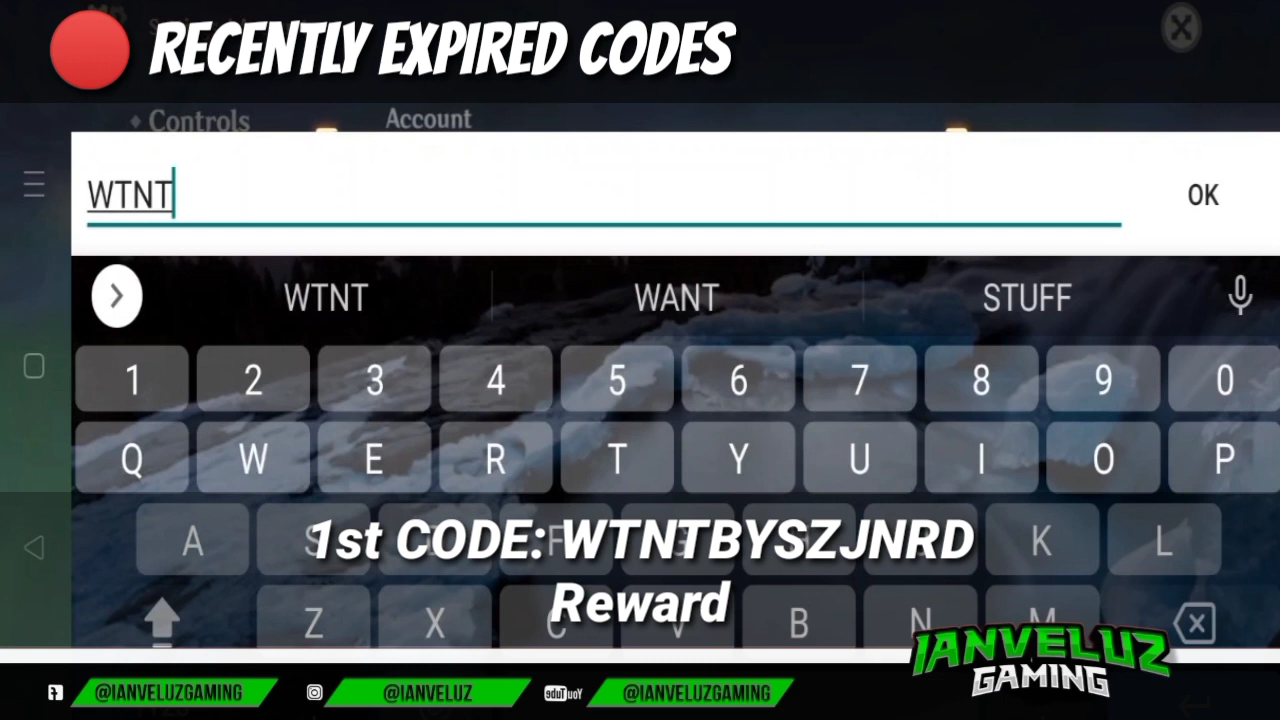 RECENTLY EXPIRED CODES
Controls
Account
WTNT
OK
WTNT
WANT
STUFF
1 2 3 4 5 6 7 8 9 0
Q W E R T Y U I O P
A S F G K L
1st CODE: WTNTBYSZJNRD
Reward
Z X C V B N M
IANVELUZ
GAMING
@IANVELUZGAMING
@IANVELUZ
@IANVELUZGAMING